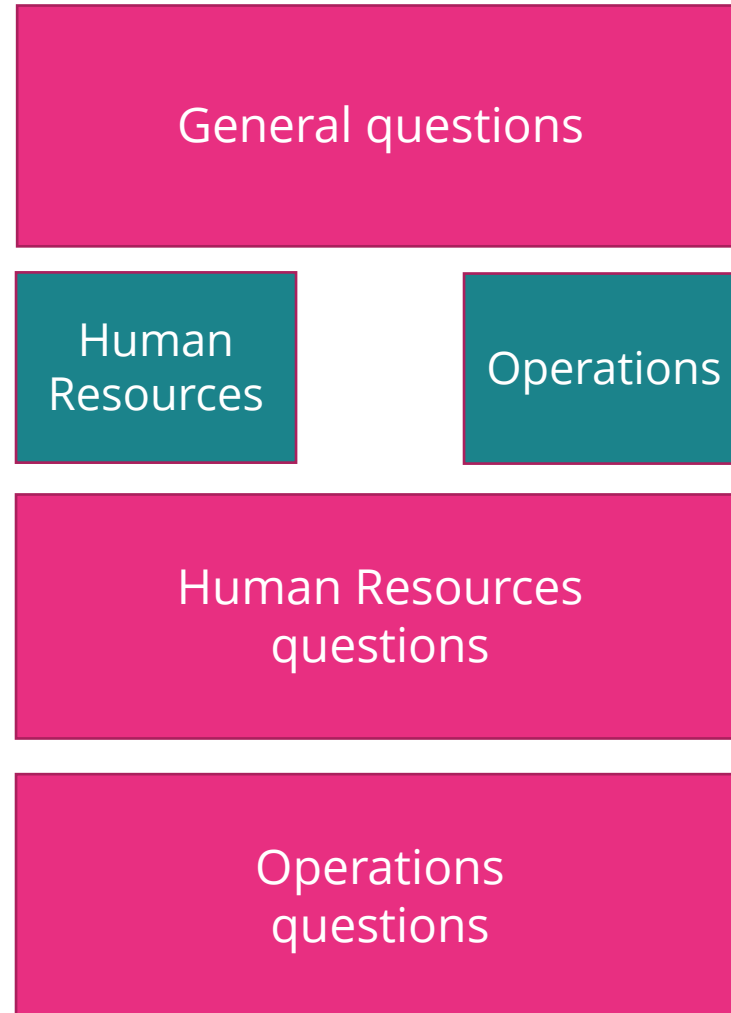 General questions
Human
Resources
Operations
Human Resources
questions
Operations
questions